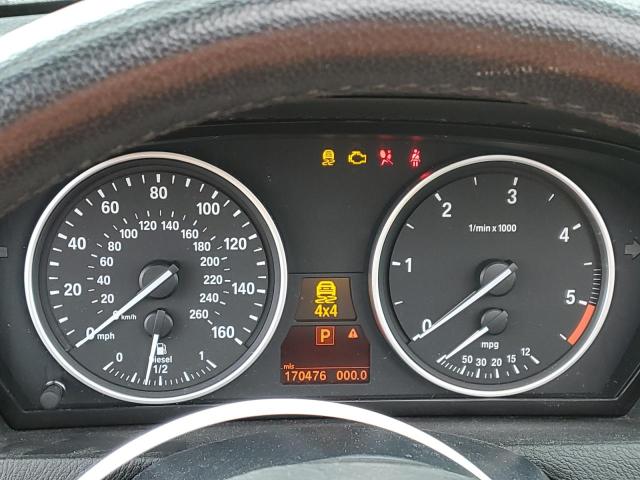 0 20 40 60 80 100 120 140 160
mph
0 20 40 60 80 100 120 140 160 180 200 220 240 260
km/h
Diesel
0 1/2 1
4x4
P
mls
170476 000.0
0 1 2 3 4 5
1/min x 1000
mpg
50 30 20 15 12